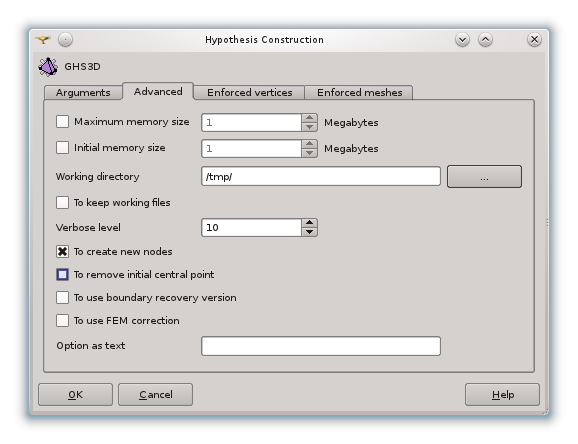 Hypothesis Construction
GHS3D
Arguments Advanced Enforced vertices Enforced meshes
Maximum memory size 1 Megabytes
Initial memory size 1 Megabytes
Working directory /tmp/ ...
To keep working files
Verbose level 10
To create new nodes
To remove initial central point
To use boundary recovery version
To use FEM correction
Option as text
OK Cancel Help